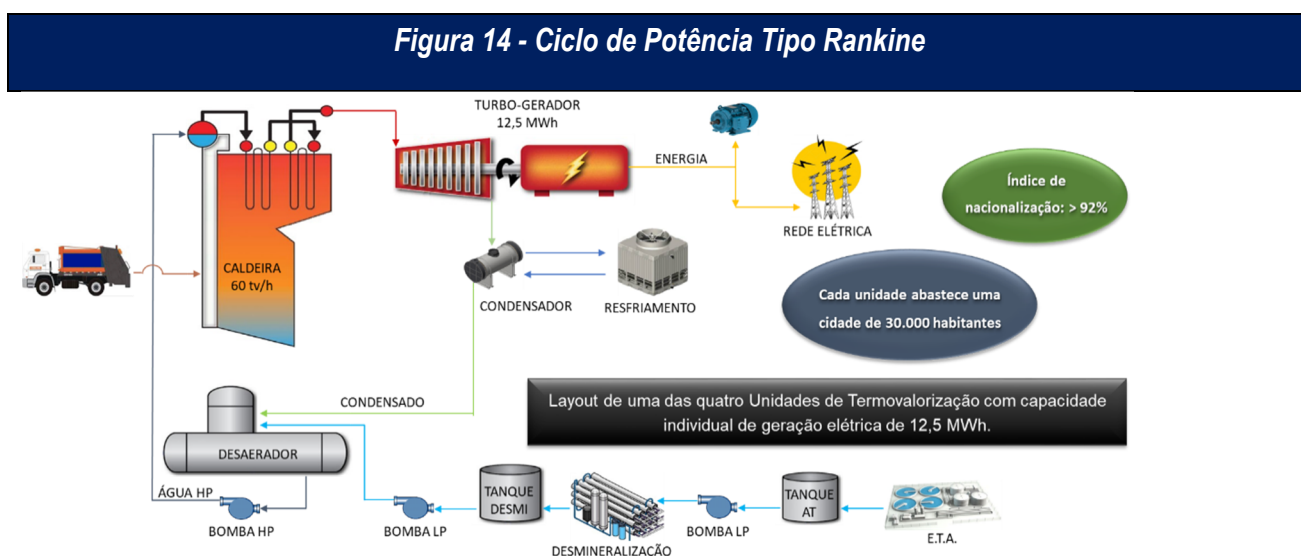 Figura 14 - Ciclo de Potência Tipo Rankine
TURBO-GERADOR
12,5 MWh
ENERGIA
REDE ELÉTRICA
Índice de
nacionalização: > 92%
CALDEIRA
60 tv/h
CONDENSADOR
RESFRIAMENTO
Cada unidade abastece uma
cidade de 30.000 habitantes
CONDENSADO
Layout de uma das quatro Unidades de Termovalorização com capacidade
individual de geração elétrica de 12,5 MWh.
DESAERADOR
ÁGUA HP
BOMBA HP
BOMBA LP
TANQUE
DESMI
DESMINERALIZAÇÃO
BOMBA LP
TANQUE
AT
E.T.A.